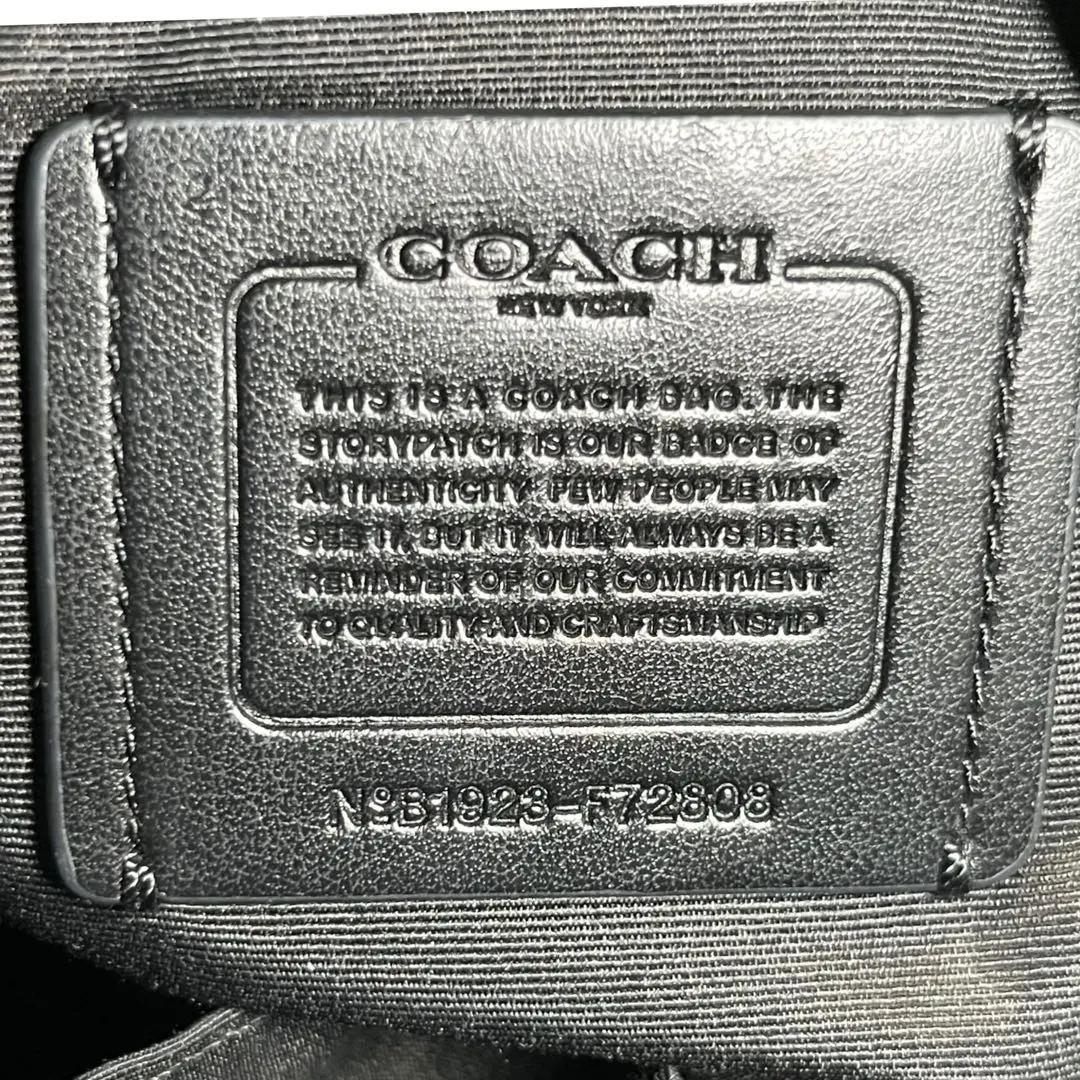 COACH
NEW YORK
THIS IS A COACH BAG. THE
STORYPATCH IS OUR BADGE OF
AUTHENTICITY. FEW PEOPLE MAY
SEE IT, BUT IT WILL ALWAYS BE A
REMINDER OF OUR COMMITMENT
TO QUALITY AND CRAFTSMANSHIP
NºB1923-F72808